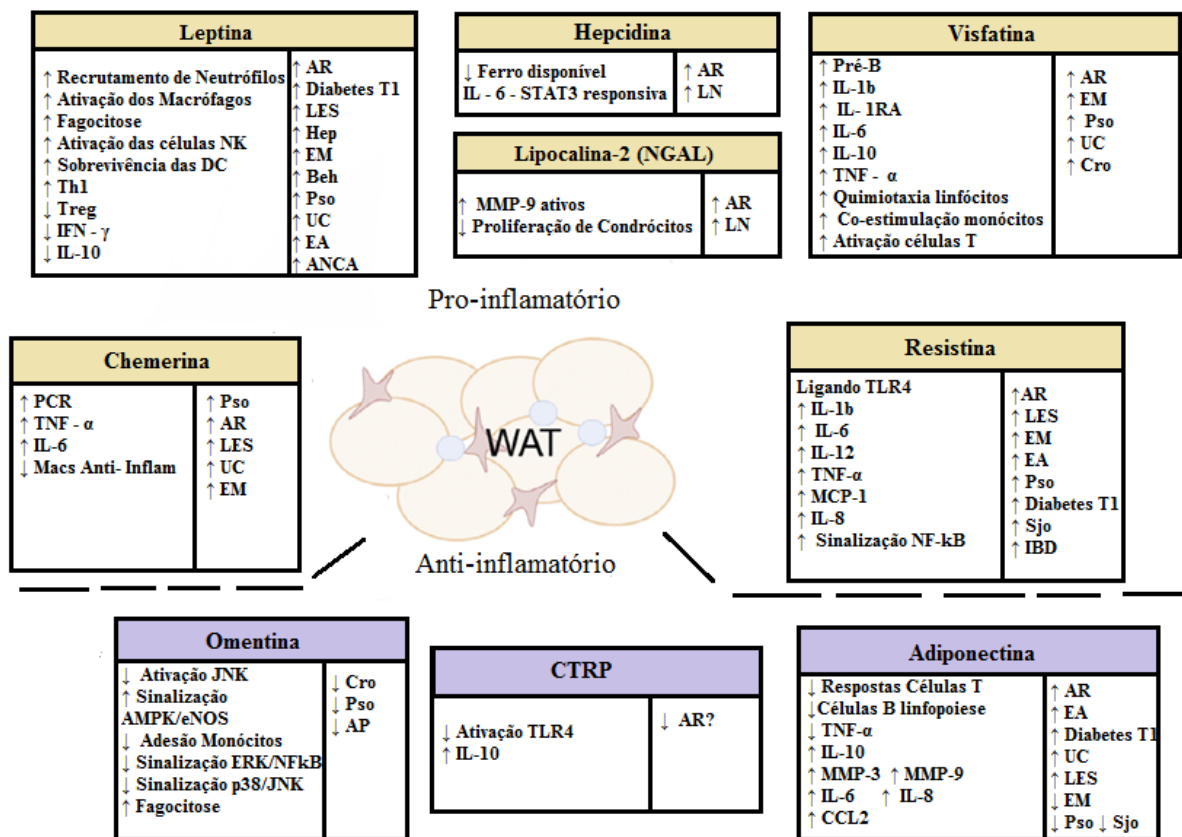 Leptina
↑ Recrutamento de Neutrófilos
↑ Ativação dos Macrófagos
↑ Fagocitose
↑ Ativação das células NK
↑ Sobrevivência das DC
↑ Th1
↓ Treg
↓ IFN - γ
↓ IL-10
↑ AR
↑ Diabetes T1
↑ LES
↑ Hep
↑ EM
↑ Beh
↑ Pso
↑ UC
↑ EA
↑ ANCA
Hepcidina
↓ Ferro disponível
IL - 6 - STAT3 responsiva
↑ AR
↑ LN
Lipocalina-2 (NGAL)
↑ MMP-9 ativos
↓ Proliferação de Condrócitos
↑ AR
↑ LN
Visfatina
↑ Pré-B
↑ IL-1b
↑ IL- 1RA
↑ IL-6
↑ IL-10
↑ TNF - α
↑ Quimiotaxia linfócitos
↑ Co-estimulação monócitos
↑ Ativação células T
↑ AR
↑ EM
↑ Pso
↑ UC
↑ Cro
Pro-inflamatório
Chemerina
↑ PCR
↑ TNF - α
↑ IL-6
↓ Macs Anti- Inflam
↑ Pso
↑ AR
↑ LES
↑ UC
↑ EM
WAT
Resistina
Ligando TLR4
↑ IL-1b
↑ IL-6
↑ IL-12
↑ TNF-α
↑ MCP-1
↑ IL-8
↑ Sinalização NF-kB
↑AR
↑ LES
↑ EM
↑ EA
↑ Pso
↑ Diabetes T1
↑ Sjo
↑ IBD
Anti-inflamatório
Omentina
↓ Ativação JNK
↑ Sinalização
AMPK/eNOS
↓ Adesão Monócitos
↓ Sinalização ERK/NFkB
↓ Sinalização p38/JNK
↑ Fagocitose
↓ Cro
↓ Pso
↓ AP
CTRP
↓ Ativação TLR4
↑ IL-10
↓ AR?
Adiponectina
↓ Respostas Células T
↓Células B linfopoiese
↓ TNF-α
↑ IL-10
↑ MMP-3 ↑ MMP-9
↑ IL-6 ↑ IL-8
↑ CCL2
↑ AR
↑ EA
↑ Diabetes T1
↑ UC
↑ LES
↓ EM
↓ Pso ↓ Sjo